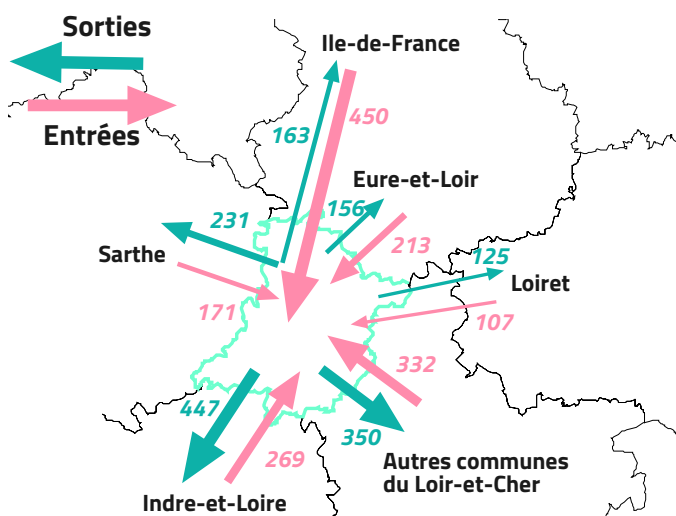 Sorties
Entrées
Ile-de-France
163
450
Eure-et-Loir
156
231
213
Sarthe
125
Loiret
171
107
332
447
350
269
Autres communes
du Loir-et-Cher
Indre-et-Loire